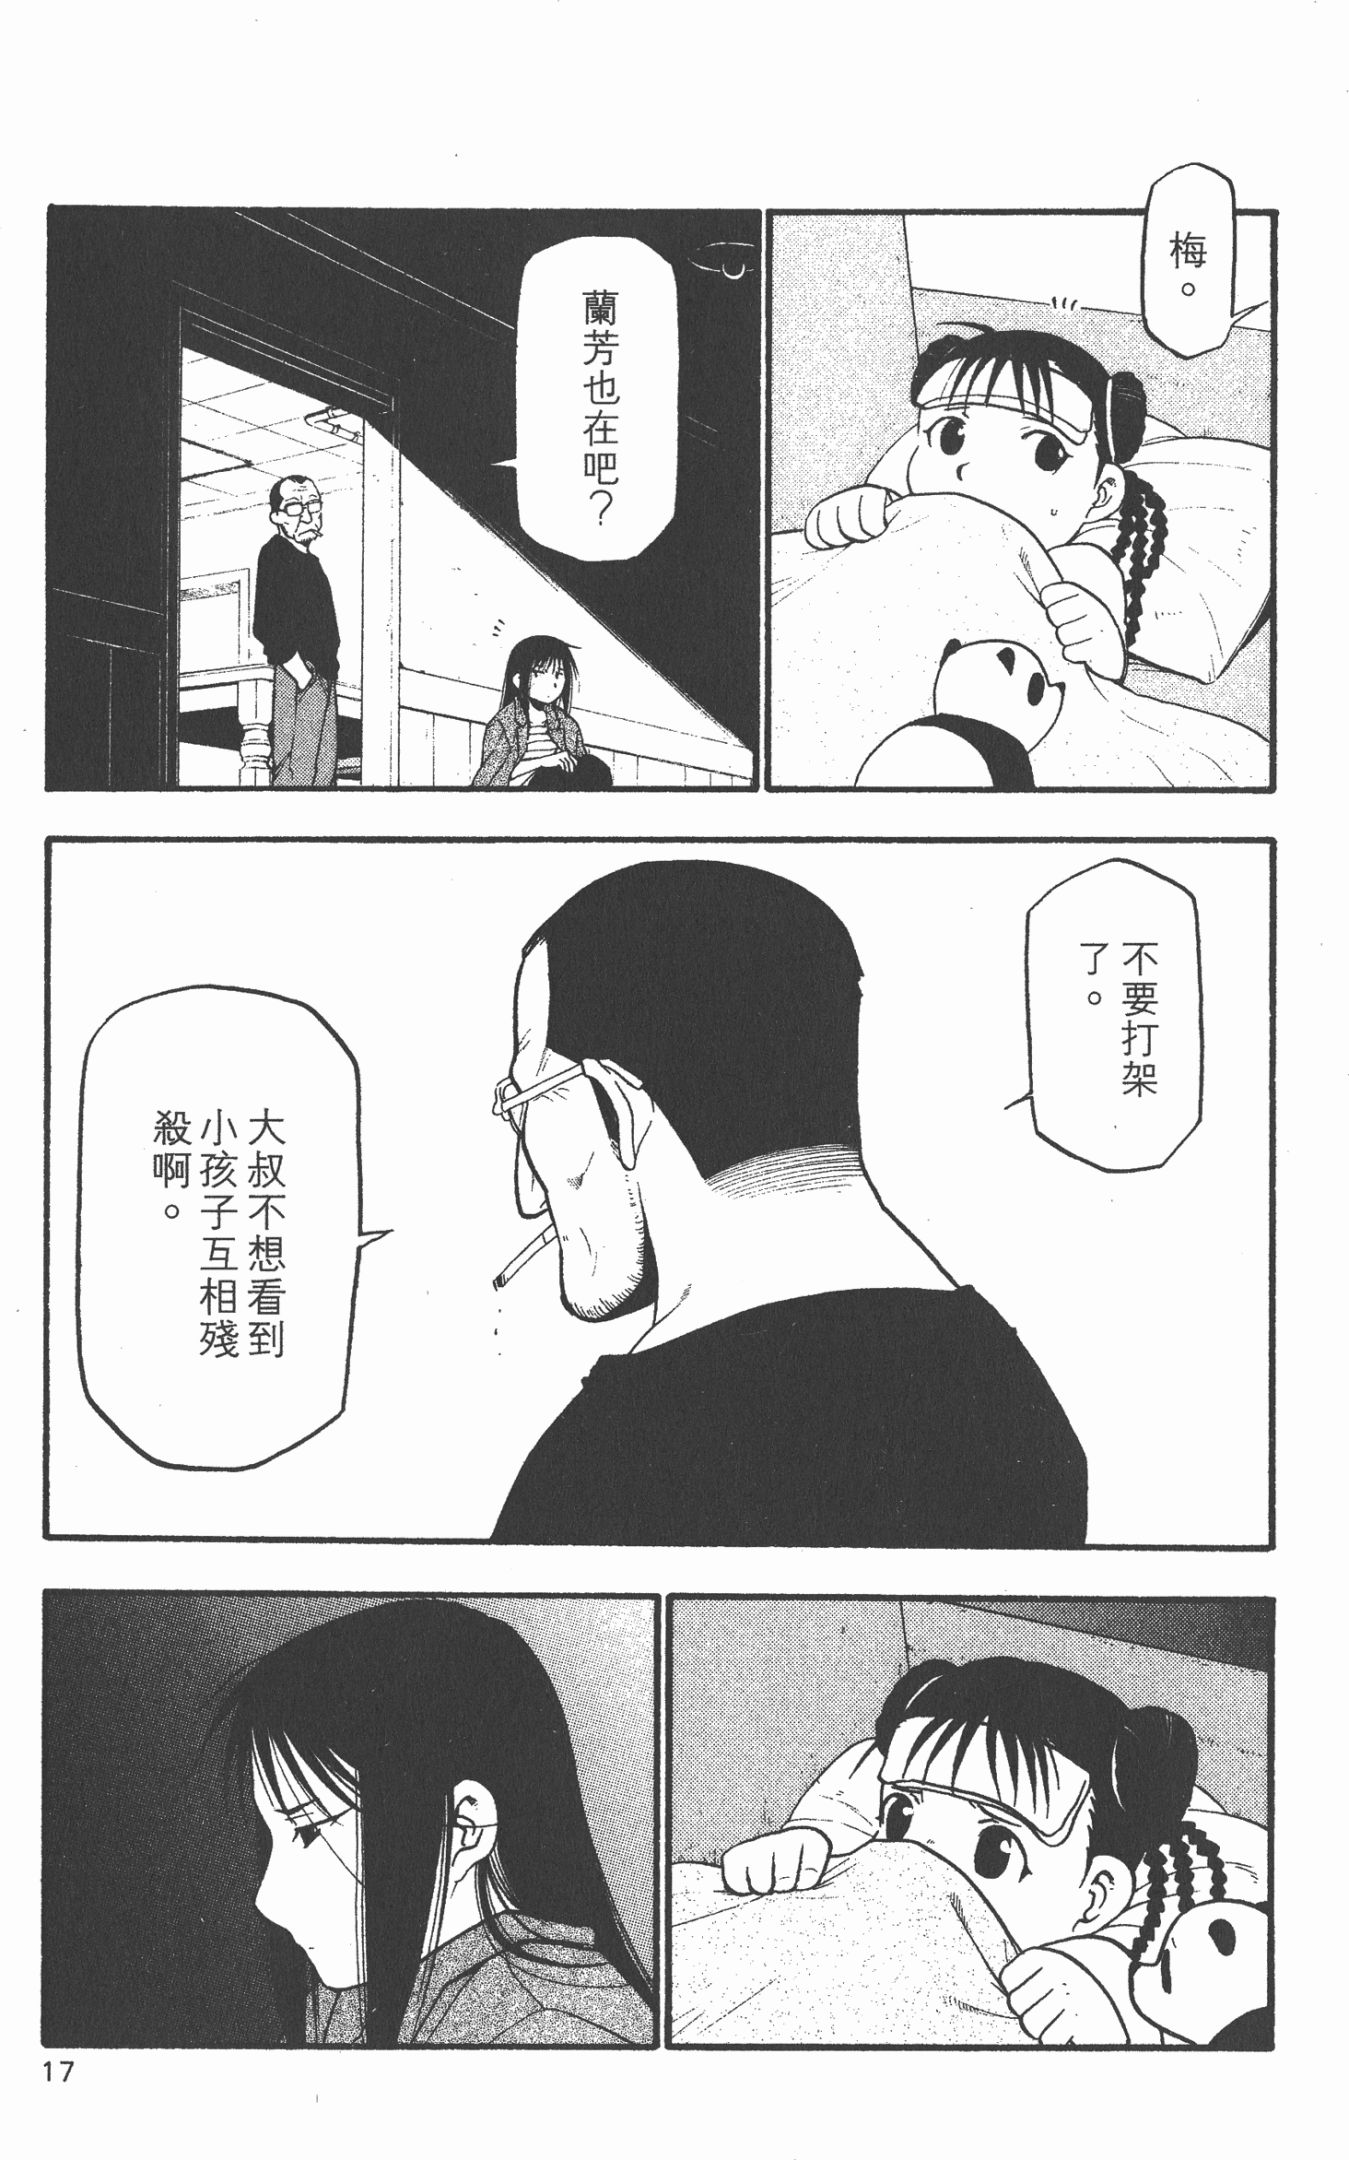 梅。
蘭芳也在吧？
不要打架
了。
大叔不想看到
小孩子互相殘
殺啊。
17